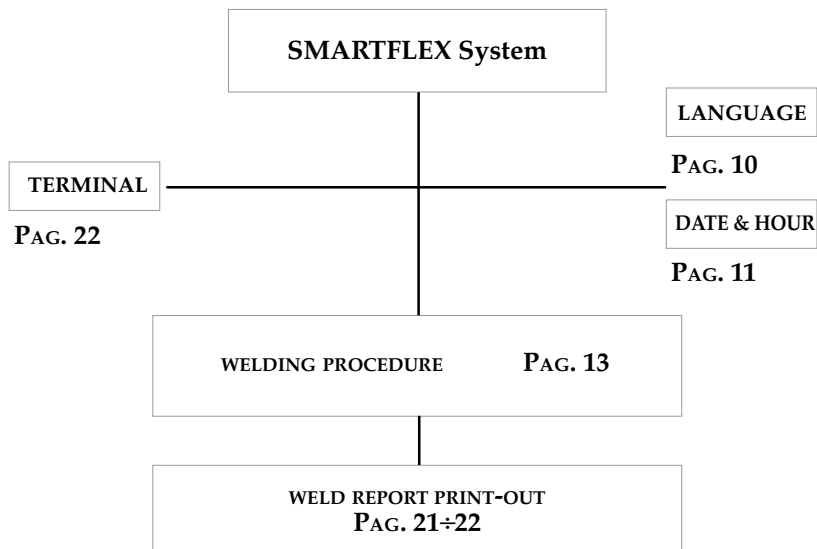 SMARTFLEX System
LANGUAGE
PAG. 10
TERMINAL
PAG. 22
DATE & HOUR
PAG. 11
WELDING PROCEDURE PAG. 13
WELD REPORT PRINT-OUT
PAG. 21÷22